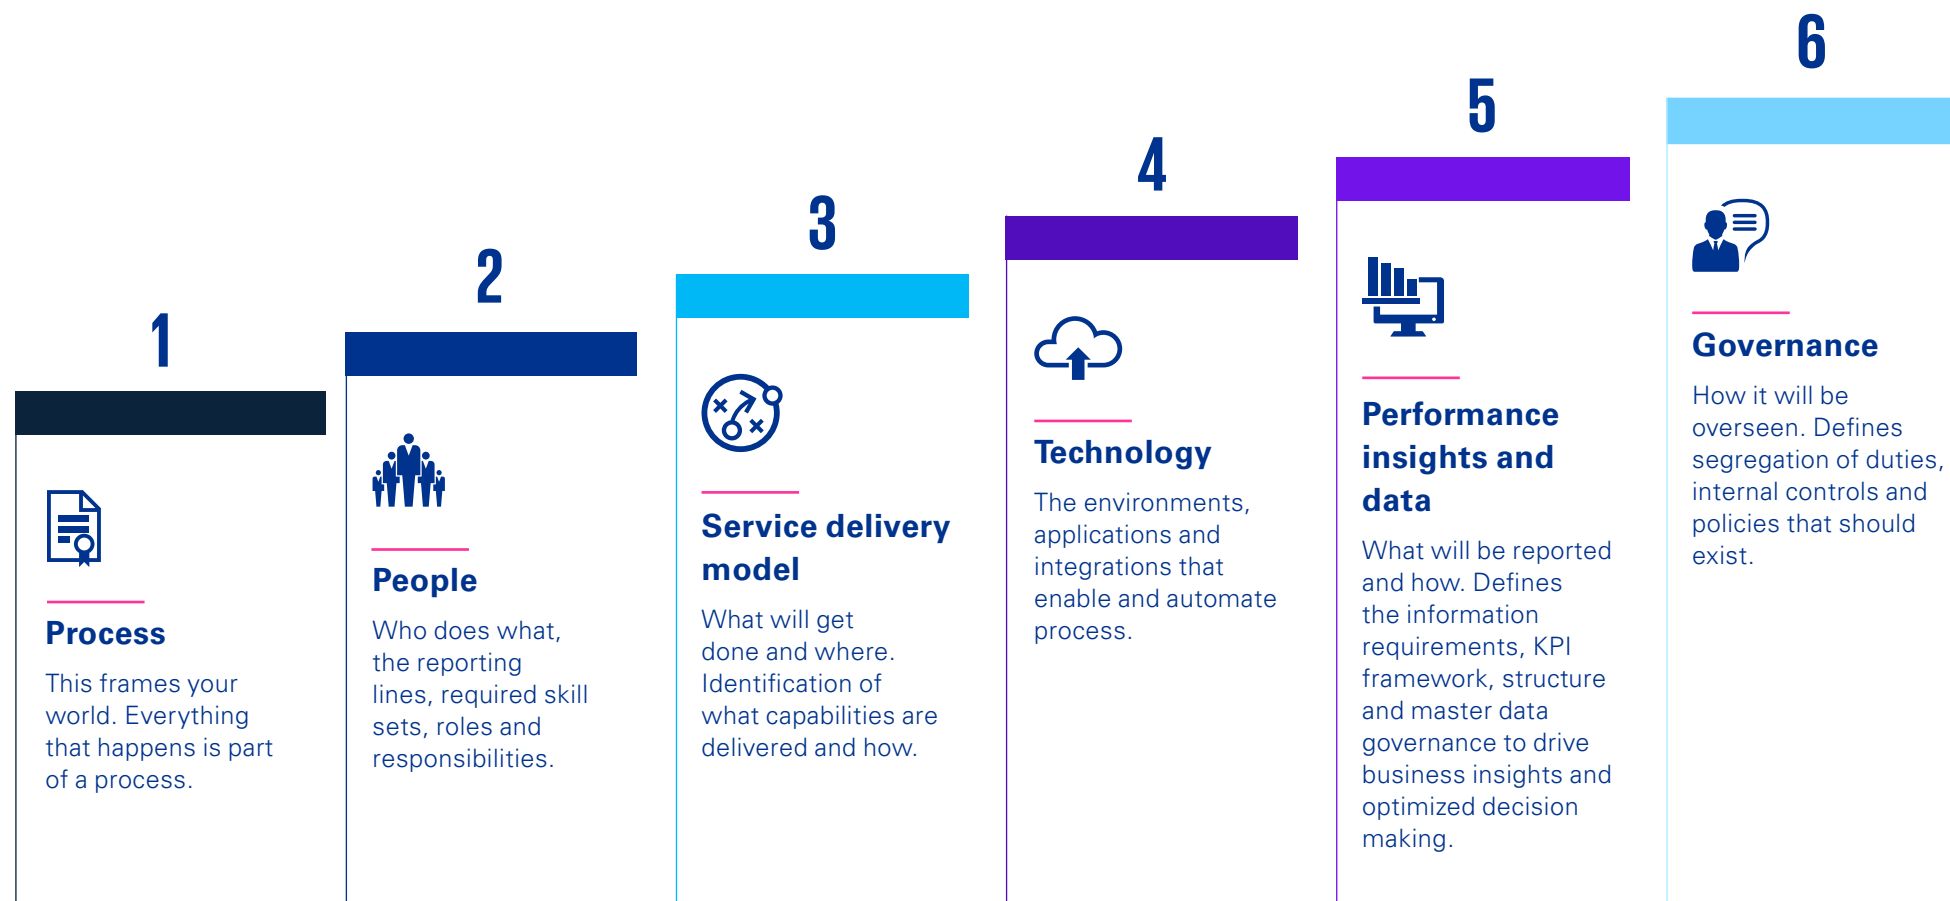 1
Process
This frames your
world. Everything
that happens is part
of a process.
2
People
Who does what,
the reporting
lines, required skill
sets, roles and
responsibilities.
3
Service delivery
model
What will get
done and where.
Identification of
what capabilities are
delivered and how.
4
Technology
The environments,
applications and
integrations that
enable and automate
process.
5
Performance
insights and
data
What will be reported
and how. Defines
the information
requirements, KPI
framework, structure
and master data
governance to drive
business insights and
optimized decision
making.
6
Governance
How it will be
overseen. Defines
segregation of duties,
internal controls and
policies that should
exist.